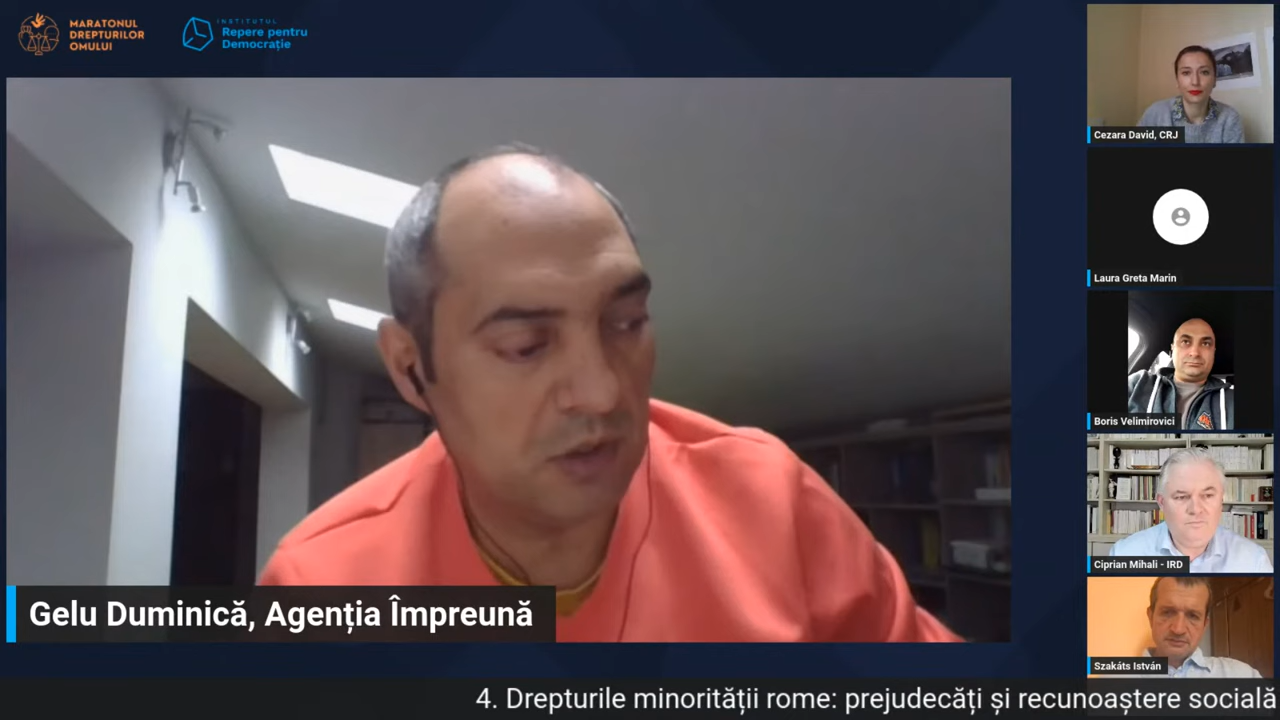 MARATONUL
DREPTURILOR
OMULUI
INSTITUTUL
Repere pentru
Democrație
Cezara David, CRJ
Laura Greta Marin
Boris Velimirovici
Ciprian Mihali - IRD
Szakáts István
Gelu Duminică, Agenția Împreună
4. Drepturile minorității rome: prejudecăți și recunoaștere socială